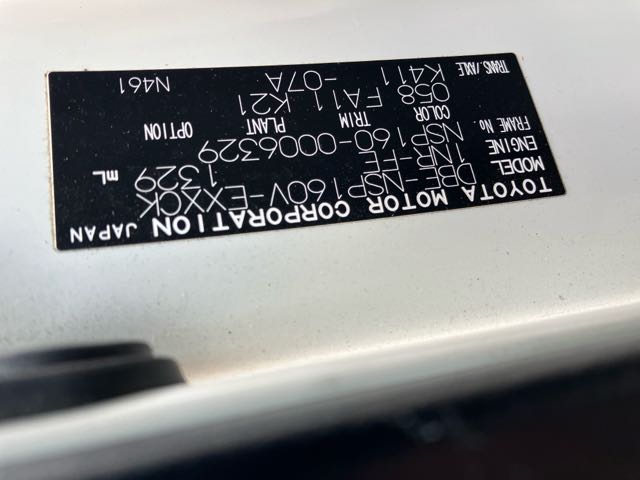 TOYOTA MOTOR CORPORATION JAPAN
MODEL DBE-NSP160V-EXXCK
ENGINE 1NR-FE 1329 mL
FRAME No. NSP160-0006329
COLOR TRIM PLANT OPTION
058 FA11 K21
TRANS./AXLE K411 -07A
N461